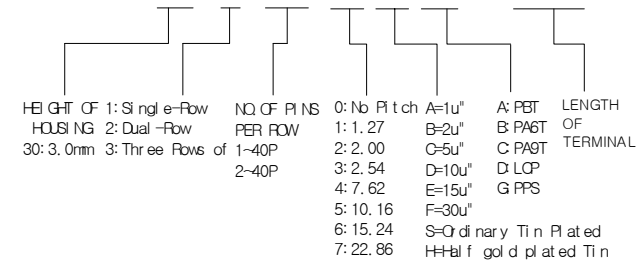 HEIGHT OF
HOUSING
30: 3.0mm
1: Single-Row
2: Dual-Row
3: Three Rows of
NO. OF PINS
PER ROW
1~40P
2~40P
0: No Pitch
1: 1.27
2: 2.00
3: 2.54
4: 7.62
5: 10.16
6: 15.24
7: 22.86
A=1u"
B=2u"
C=5u"
D=10u"
E=15u"
F=30u"
S=Ordinary Tin Plated
H=Half gold plated Tin
A: PBT
B: PA6T
C: PA9T
D: LCP
G: PPS
LENGTH
OF
TERMINAL